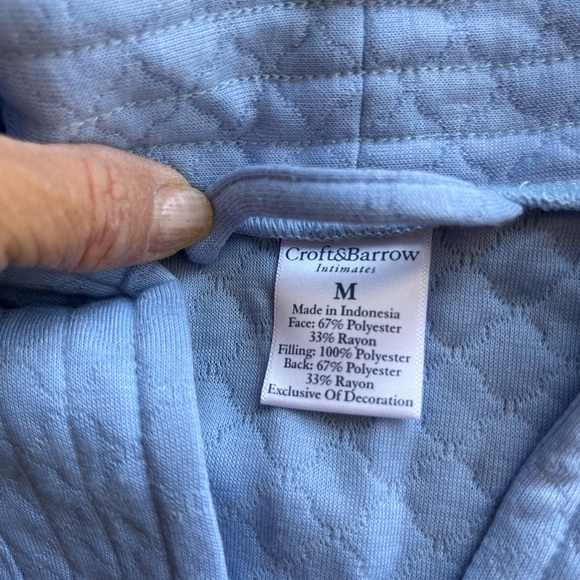 Croft&Barrow
Intimates
M
Made in Indonesia
Face: 67% Polyester
33% Rayon
Filling: 100% Polyester
Back: 67% Polyester
33% Rayon
Exclusive Of Decoration